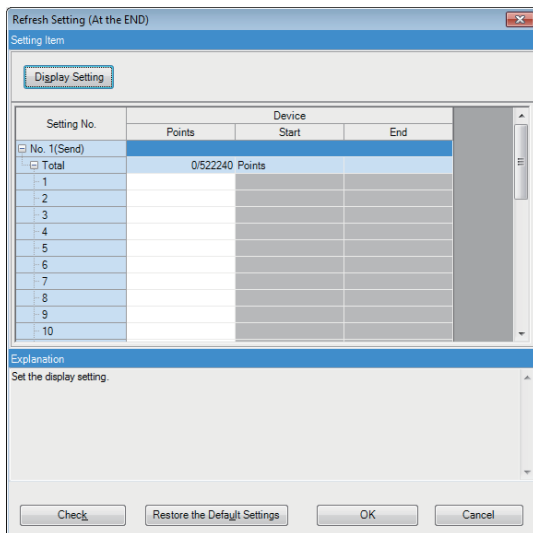 Refresh Setting (At the END)
Setting Item
Display Setting
Setting No. Device
Points Start End
No. 1(Send)
Total 0/522240 Points
1
2
3
4
5
6
7
8
9
10
Explanation
Set the display setting.
Check Restore the Default Settings OK Cancel